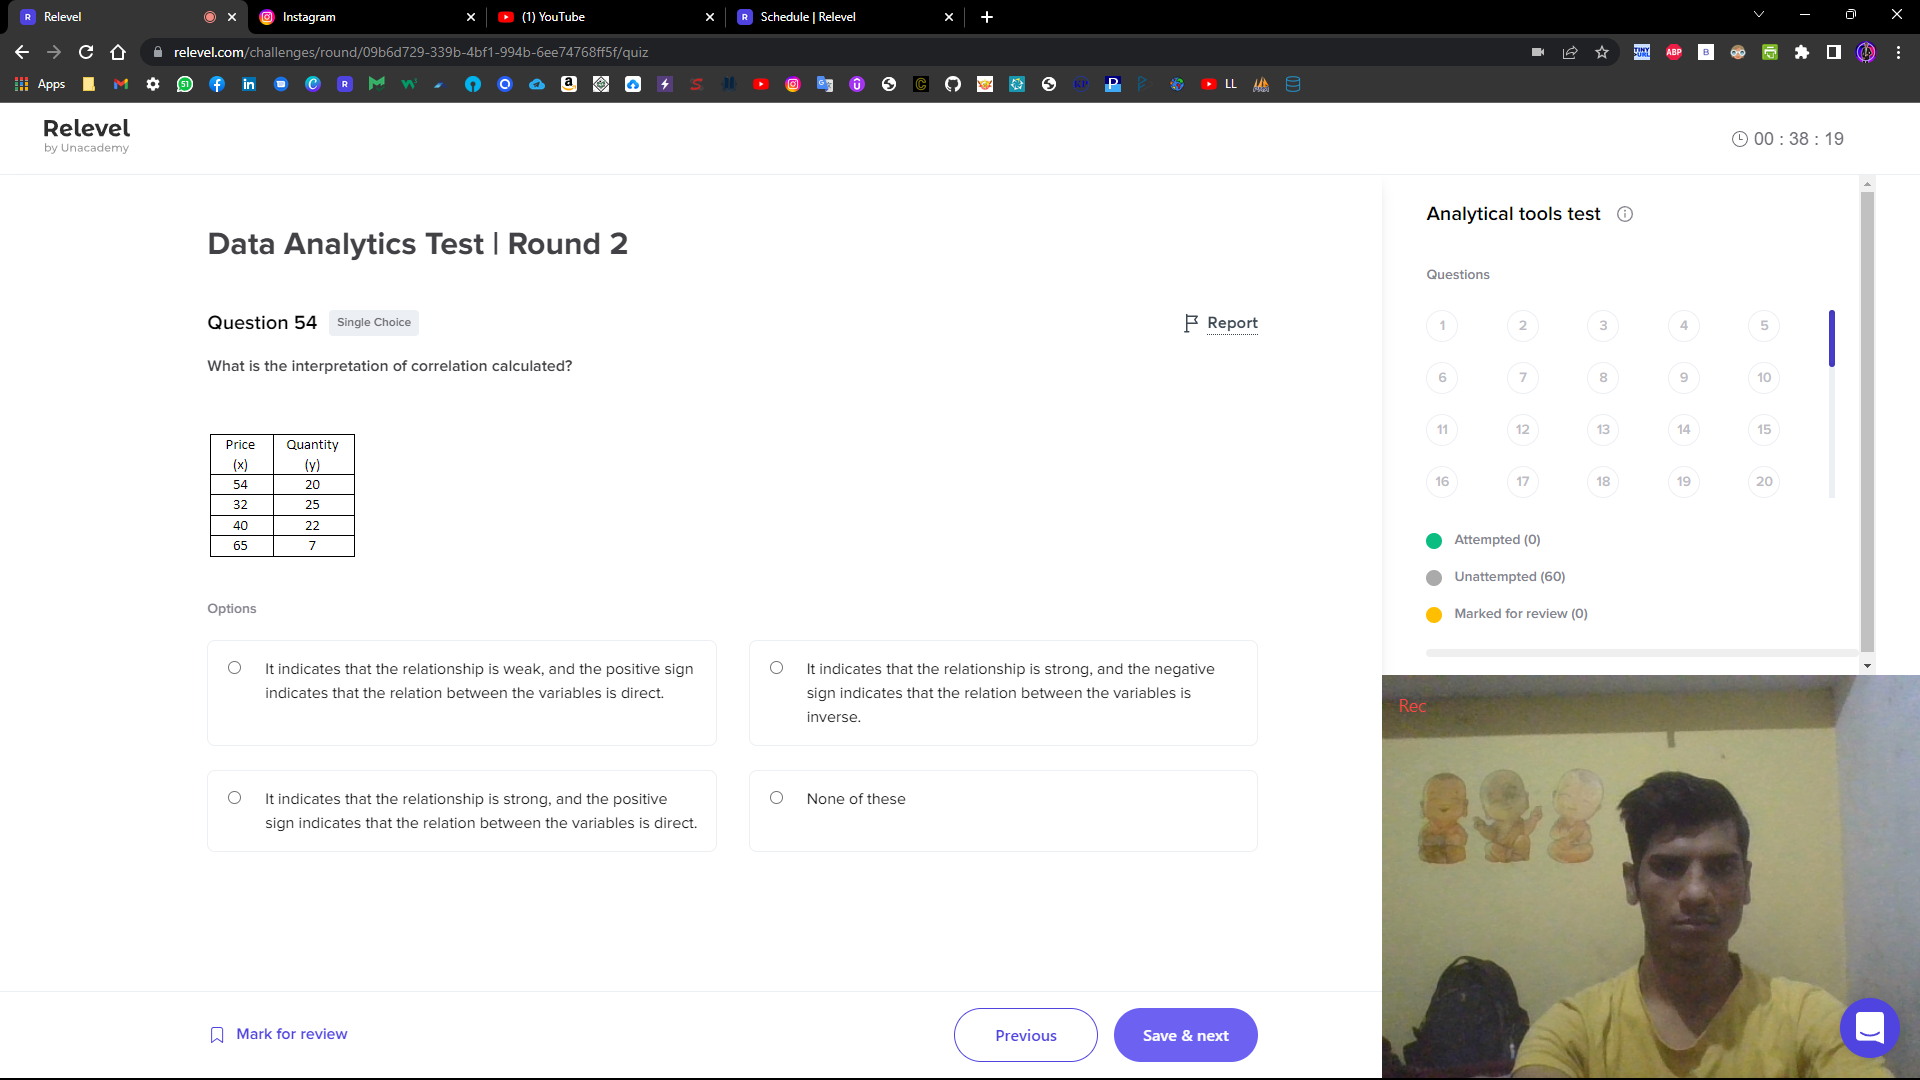 Relevel
Instagram
(1) YouTube
Schedule | Relevel
relevel.com/challenges/round/09b6d729-339b-4bf1-994b-6ee74768ff5f/quiz
Apps
LL
Relevel
by Unacademy
00 : 38 : 19
Data Analytics Test | Round 2
Question 54
Single Choice
Report
What is the interpretation of correlation calculated?
Price (x) Quantity (y)
54 20
32 25
40 22
65 7
Options
It indicates that the relationship is weak, and the positive sign
indicates that the relation between the variables is direct.
It indicates that the relationship is strong, and the negative
sign indicates that the relation between the variables is
inverse.
It indicates that the relationship is strong, and the positive
sign indicates that the relation between the variables is direct.
None of these
Mark for review
Previous
Save & next
Analytical tools test
Questions
1 2 3 4 5
6 7 8 9 10
11 12 13 14 15
16 17 18 19 20
Attempted (0)
Unattempted (60)
Marked for review (0)
Rec